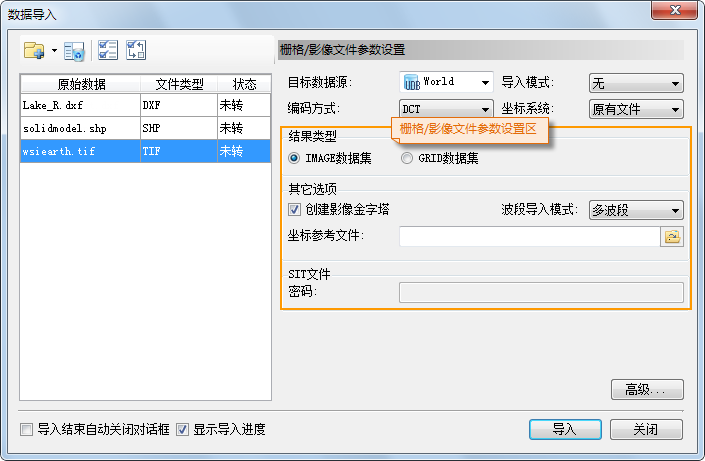 数据导入
栅格/影像文件参数设置
原始数据 文件类型 状态
Lake_R.dxf DXF 未转
solidmodel.shp SHP 未转
wsiearth.tif TIF 未转
目标数据源: UDB World 导入模式: 无
编码方式: DCT 坐标系统: 原有文件
栅格/影像文件参数设置区
结果类型
IMAGE数据集 GRID数据集
其它选项
创建影像金字塔 波段导入模式: 多波段
坐标参考文件:
SIT文件
密码:
高级...
导入结束自动关闭对话框 显示导入进度 导入 关闭